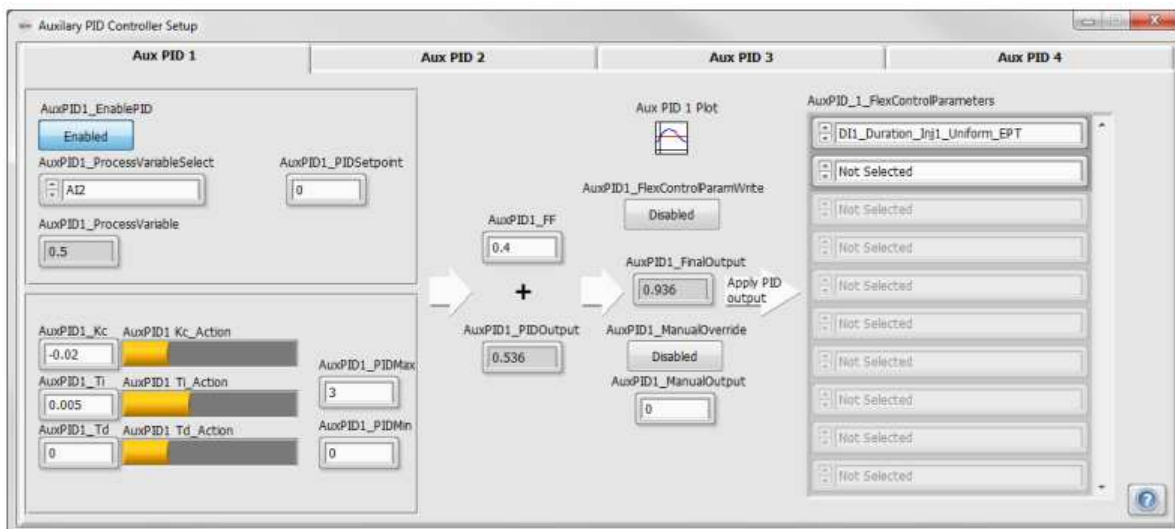 Auxilary PID Controller Setup
Aux PID 1
Aux PID 2
Aux PID 3
Aux PID 4
AuxPID1_EnablePID
Enabled
AuxPID1_ProcessVariableSelect
AI2
AuxPID1_PIDSetpoint
0
AuxPID1_ProcessVariable
0.5
AuxPID1_Kc
AuxPID1 Kc_Action
-0.02
AuxPID1_Ti
AuxPID1 Ti_Action
0.005
AuxPID1_Td
AuxPID1 Td_Action
0
AuxPID1_PIDMax
3
AuxPID1_PIDMin
0
AuxPID1_FF
0.4
+
AuxPID1_PIDOutput
0.536
Aux PID 1 Plot
AuxPID1_FlexControlParamWrite
Disabled
AuxPID1_FinalOutput
0.936
Apply PID
output
AuxPID1_ManualOverride
Disabled
AuxPID1_ManualOutput
0
AuxPID_1_FlexControlParameters
DI1_Duration_Inj1_Uniform_EPT
Not Selected
Not Selected
Not Selected
Not Selected
Not Selected
Not Selected
Not Selected
Not Selected
Not Selected
?